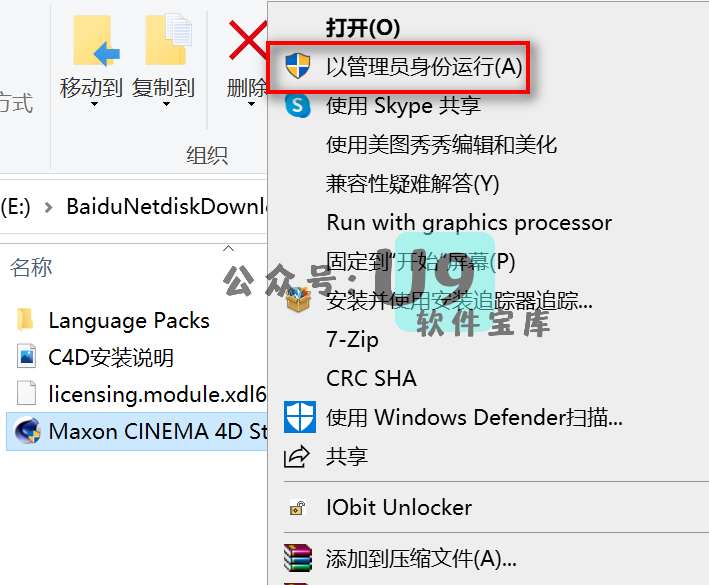 移动到
复制到
删除
方式
组织
(E:) > BaiduNetdiskDownl
名称
Language Packs
C4D安装说明
licensing.module.xdl6
Maxon CINEMA 4D St
打开(O)
以管理员身份运行(A)
使用 Skype 共享
使用美图秀秀编辑和美化
兼容性疑难解答(Y)
Run with graphics processor
固定到"开始"屏幕(P)
安装并使用安装追踪器追踪...
7-Zip
CRC SHA
使用 Windows Defender扫描...
共享
IObit Unlocker
添加到压缩文件(A)...
公众号：U9
软件宝库